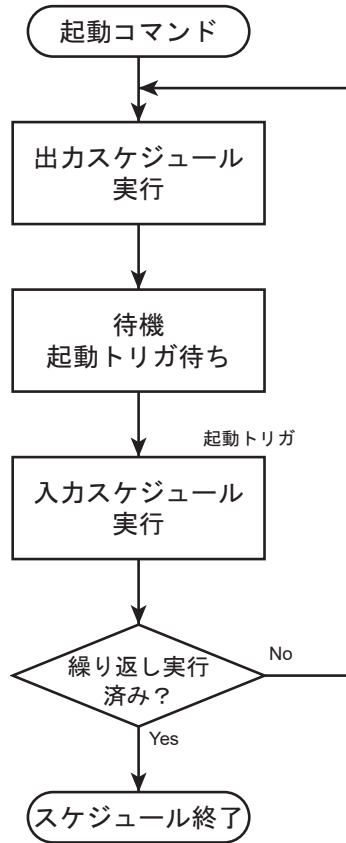 起動コマンド
出力スケジュール
実行
待機
起動トリガ待ち
起動トリガ
入力スケジュール
実行
繰り返し実行
済み？
No
Yes
スケジュール終了